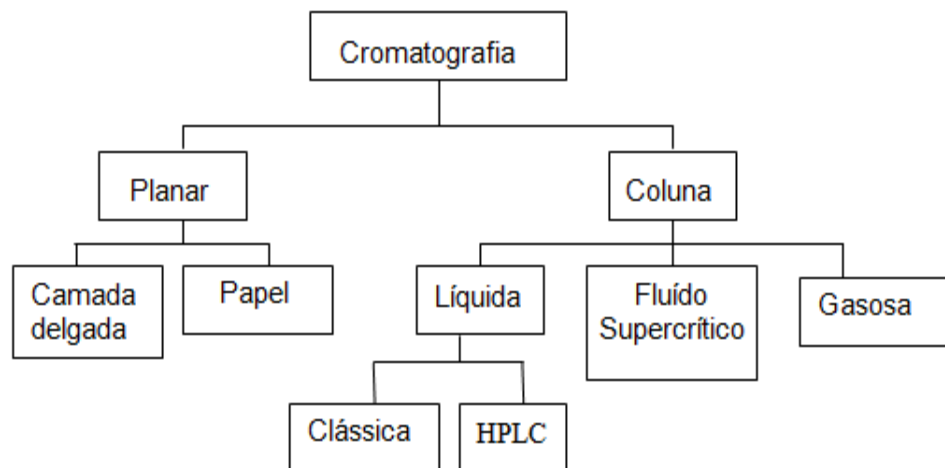 Cromatografia
Planar
Coluna
Camada
delgada
Papel
Líquida
Fluído
Supercrítico
Gasosa
Clássica
HPLC